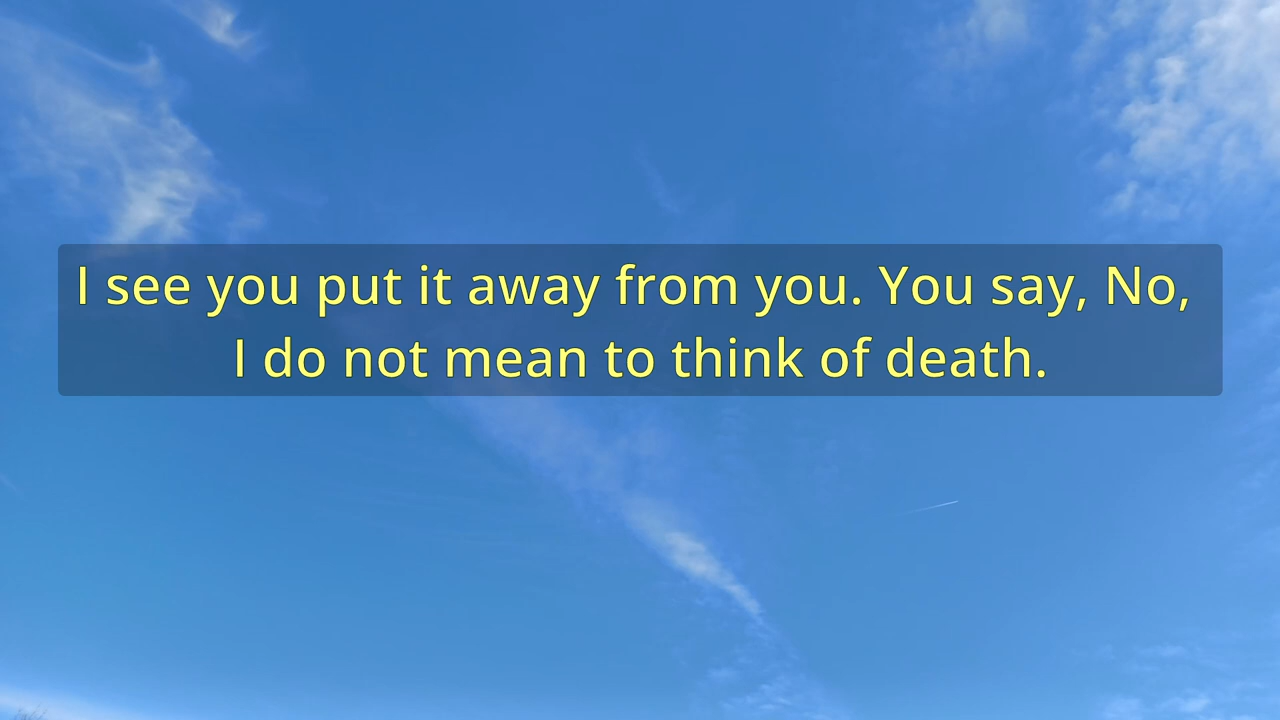 I see you put it away from you. You say, No,
I do not mean to think of death.